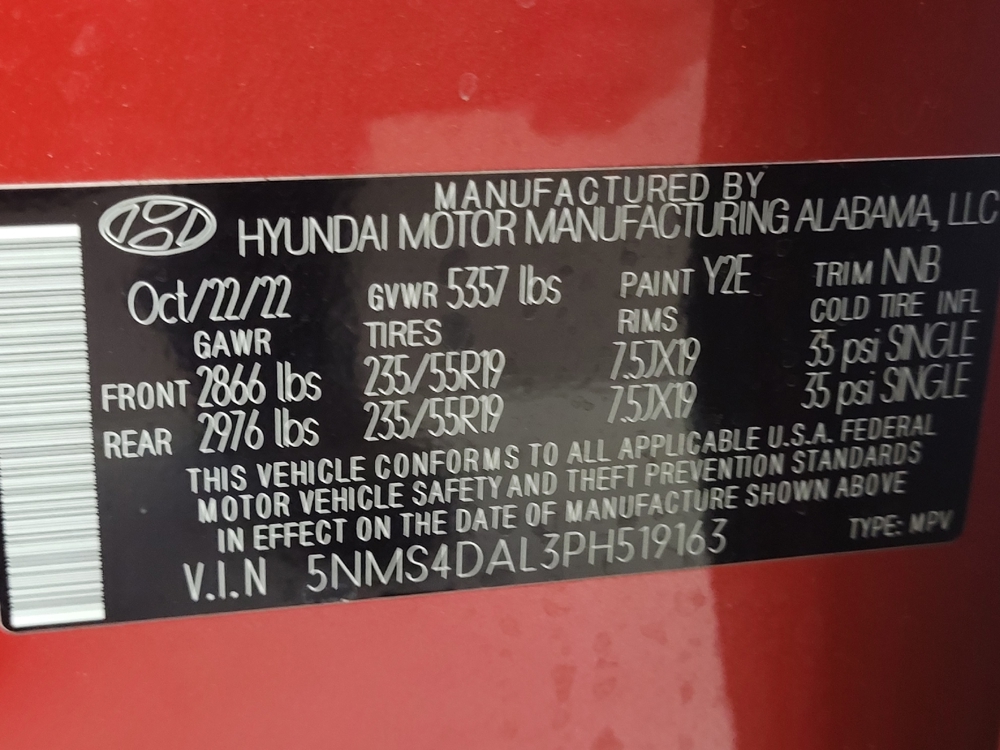 MANUFACTURED BY
HYUNDAI MOTOR MANUFACTURING ALABAMA, LLC
Oct/22/22 GVWR 5357 lbs PAINT Y2E TRIM NNB
GAWR TIRES RIMS COLD TIRE INFL
FRONT 2866 lbs 235/55R19 7.5JX19 35 psi SINGLE
REAR 2976 lbs 235/55R19 7.5JX19 35 psi SINGLE
THIS VEHICLE CONFORMS TO ALL APPLICABLE U.S.A. FEDERAL
MOTOR VEHICLE SAFETY AND THEFT PREVENTION STANDARDS
IN EFFECT ON THE DATE OF MANUFACTURE SHOWN ABOVE
V.I.N 5NMS4DAL3PH519163 TYPE: MPV